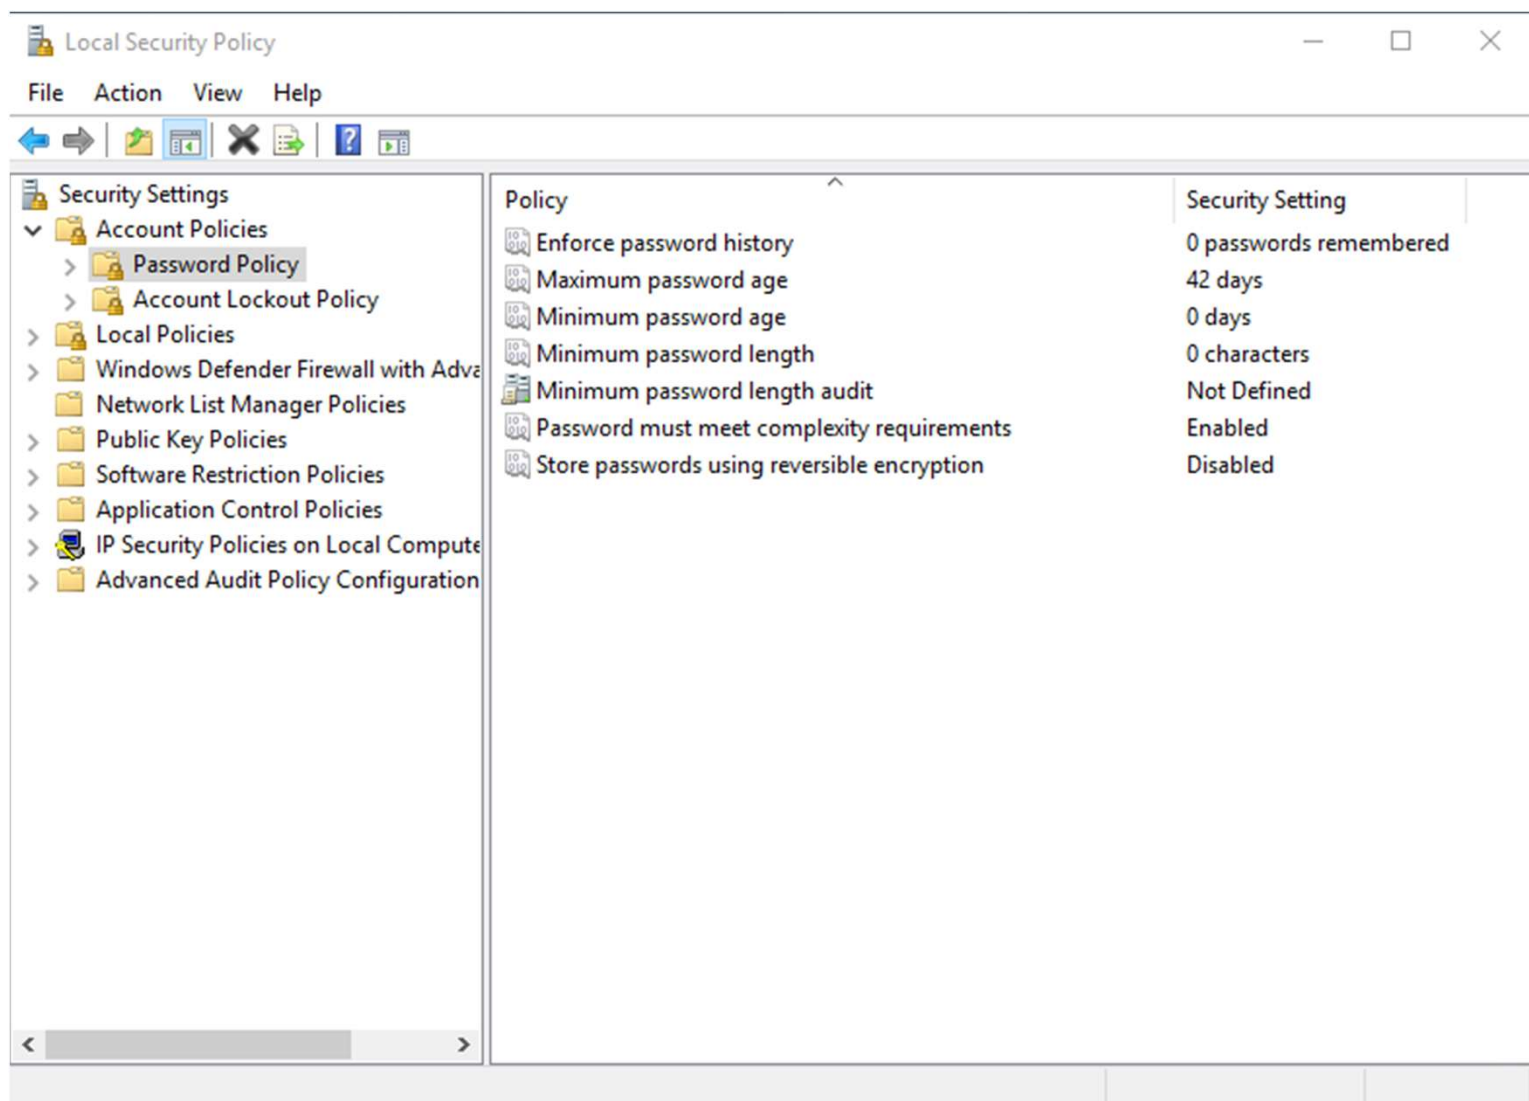 Local Security Policy
File Action View Help
Security Settings
Account Policies
Password Policy
Account Lockout Policy
Local Policies
Windows Defender Firewall with Adva
Network List Manager Policies
Public Key Policies
Software Restriction Policies
Application Control Policies
IP Security Policies on Local Compute
Advanced Audit Policy Configuration
Policy Security Setting
Enforce password history 0 passwords remembered
Maximum password age 42 days
Minimum password age 0 days
Minimum password length 0 characters
Minimum password length audit Not Defined
Password must meet complexity requirements Enabled
Store passwords using reversible encryption Disabled